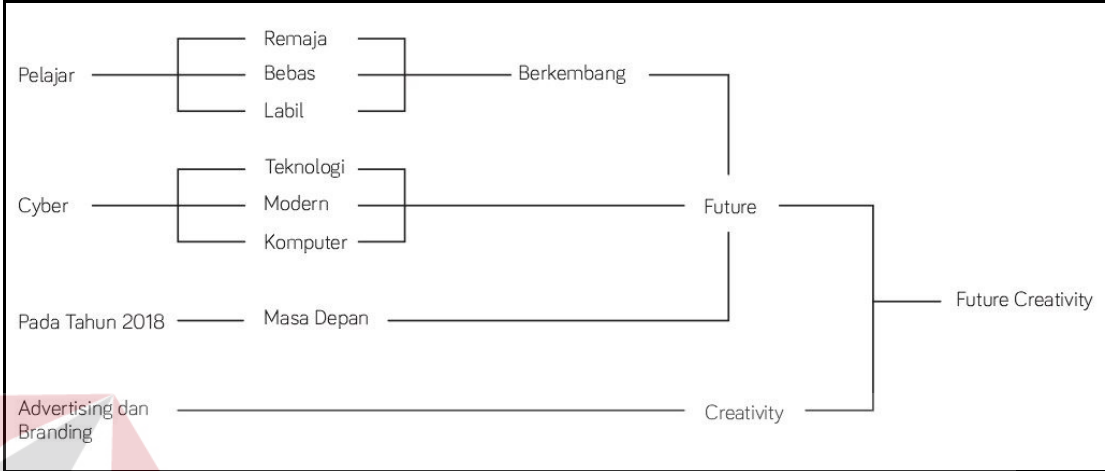 Pelajar
Remaja
Bebas
Labil
Berkembang
Cyber
Teknologi
Modern
Komputer
Future
Pada Tahun 2018
Masa Depan
Future Creativity
Advertising dan
Branding
Creativity